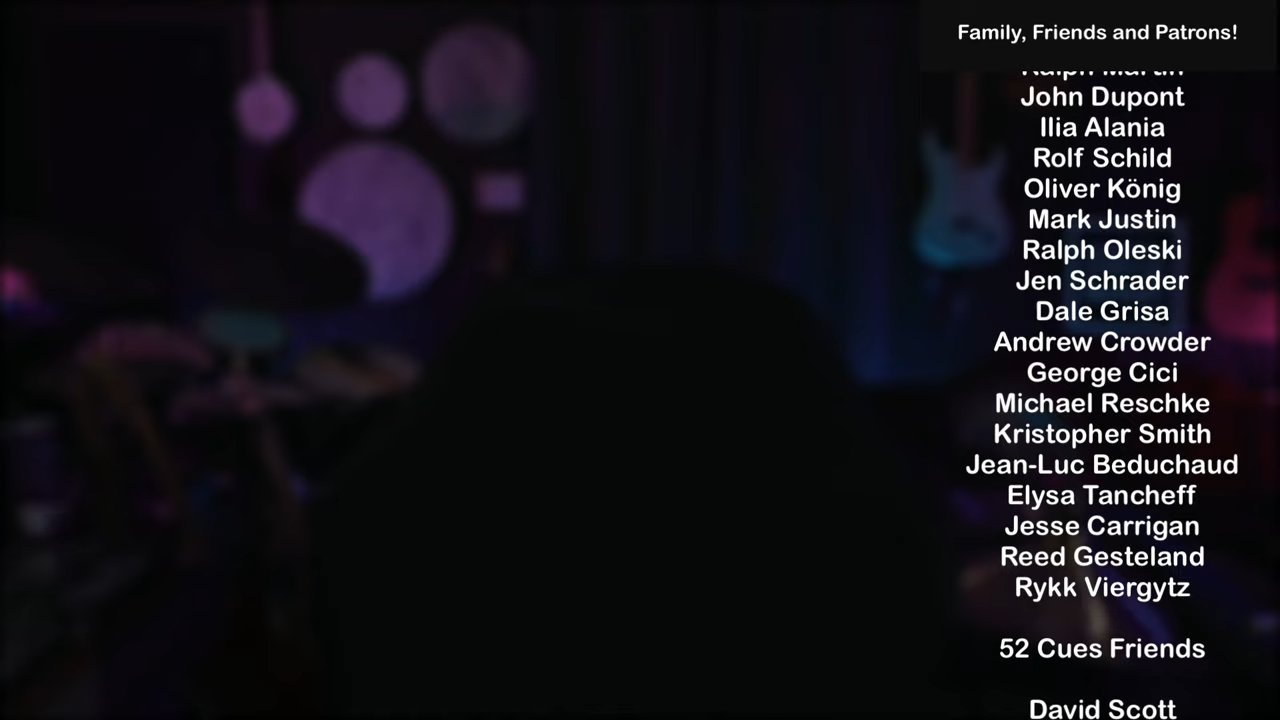 Family, Friends and Patrons!
Ralph Martin
John Dupont
Ilia Alania
Rolf Schild
Oliver König
Mark Justin
Ralph Oleski
Jen Schrader
Dale Grisa
Andrew Crowder
George Cici
Michael Reschke
Kristopher Smith
Jean-Luc Beduchaud
Elysa Tancheff
Jesse Carrigan
Reed Gesteland
Rykk Viergytz
52 Cues Friends
David Scott